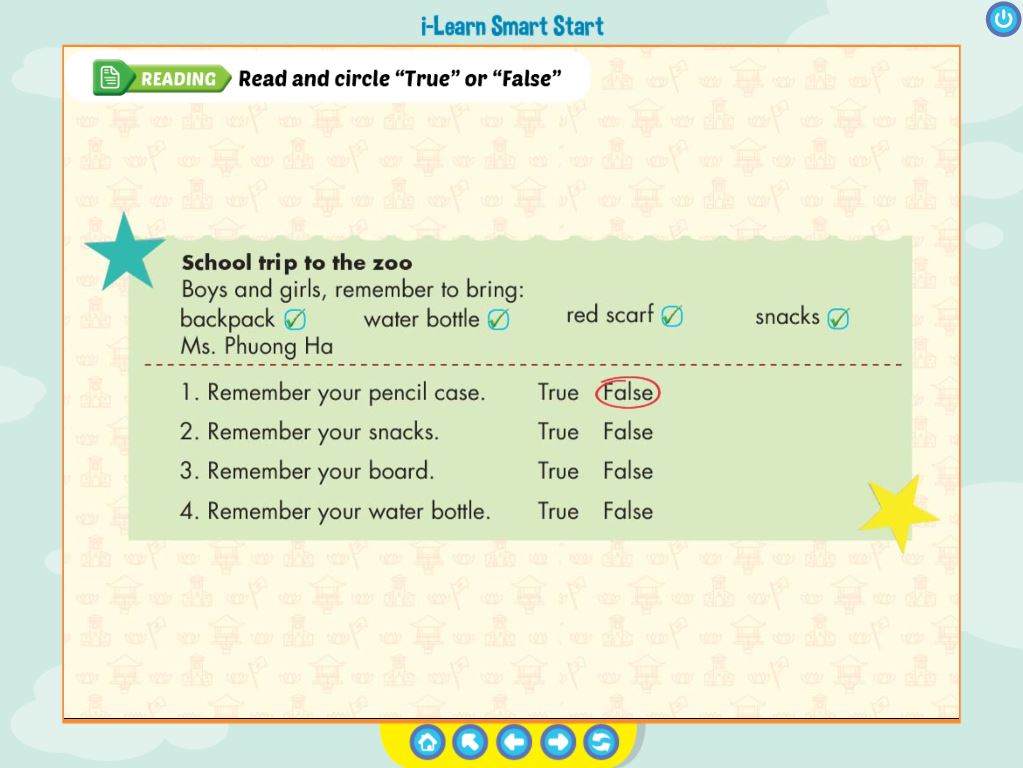 i-Learn Smart Start
READING Read and circle “True” or “False”
School trip to the zoo
Boys and girls, remember to bring:
backpack water bottle red scarf snacks
Ms. Phuong Ha
1. Remember your pencil case. True False
2. Remember your snacks. True False
3. Remember your board. True False
4. Remember your water bottle. True False